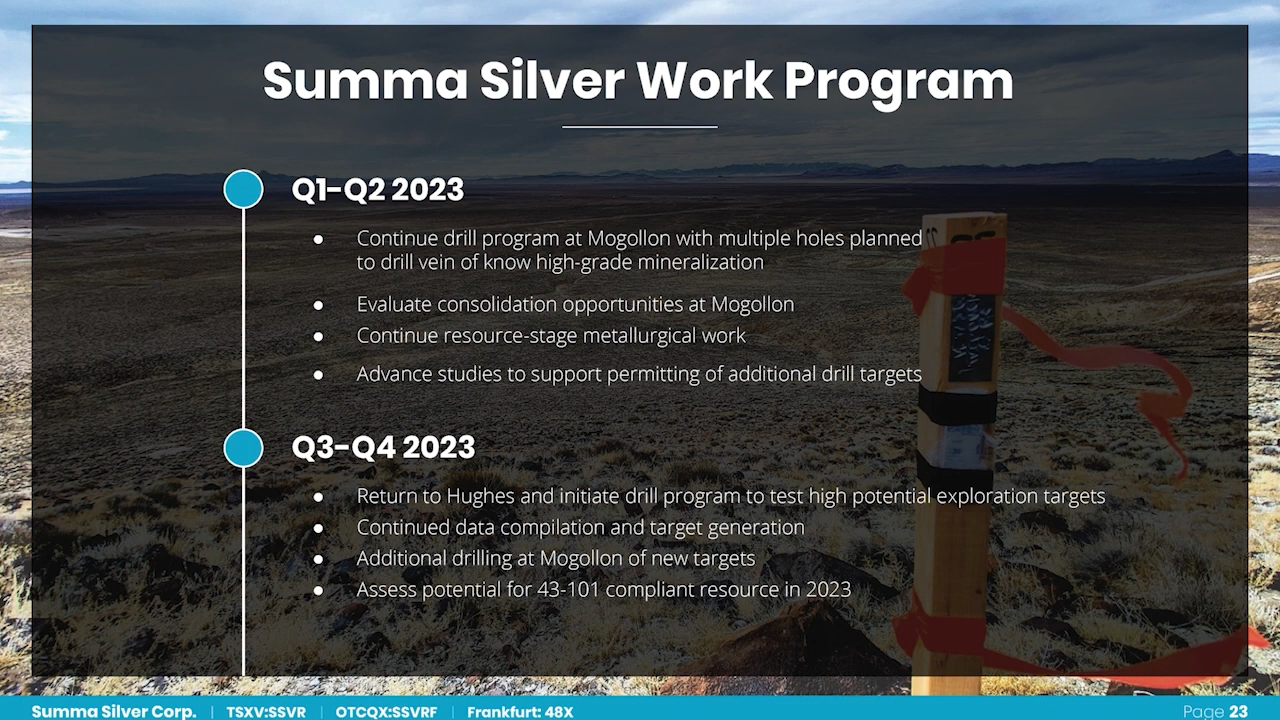 Summa Silver Work Program
Q1-Q2 2023
● Continue drill program at Mogollon with multiple holes planned
to drill vein of know high-grade mineralization
● Evaluate consolidation opportunities at Mogollon
● Continue resource-stage metallurgical work
● Advance studies to support permitting of additional drill targets
Q3-Q4 2023
● Return to Hughes and initiate drill program to test high potential exploration targets
● Continued data compilation and target generation
● Additional drilling at Mogollon of new targets
● Assess potential for 43-101 compliant resource in 2023
Summa Silver Corp. | TSXV:SSVR | OTCQX:SSVRF | Frankfurt: 48X Page 23